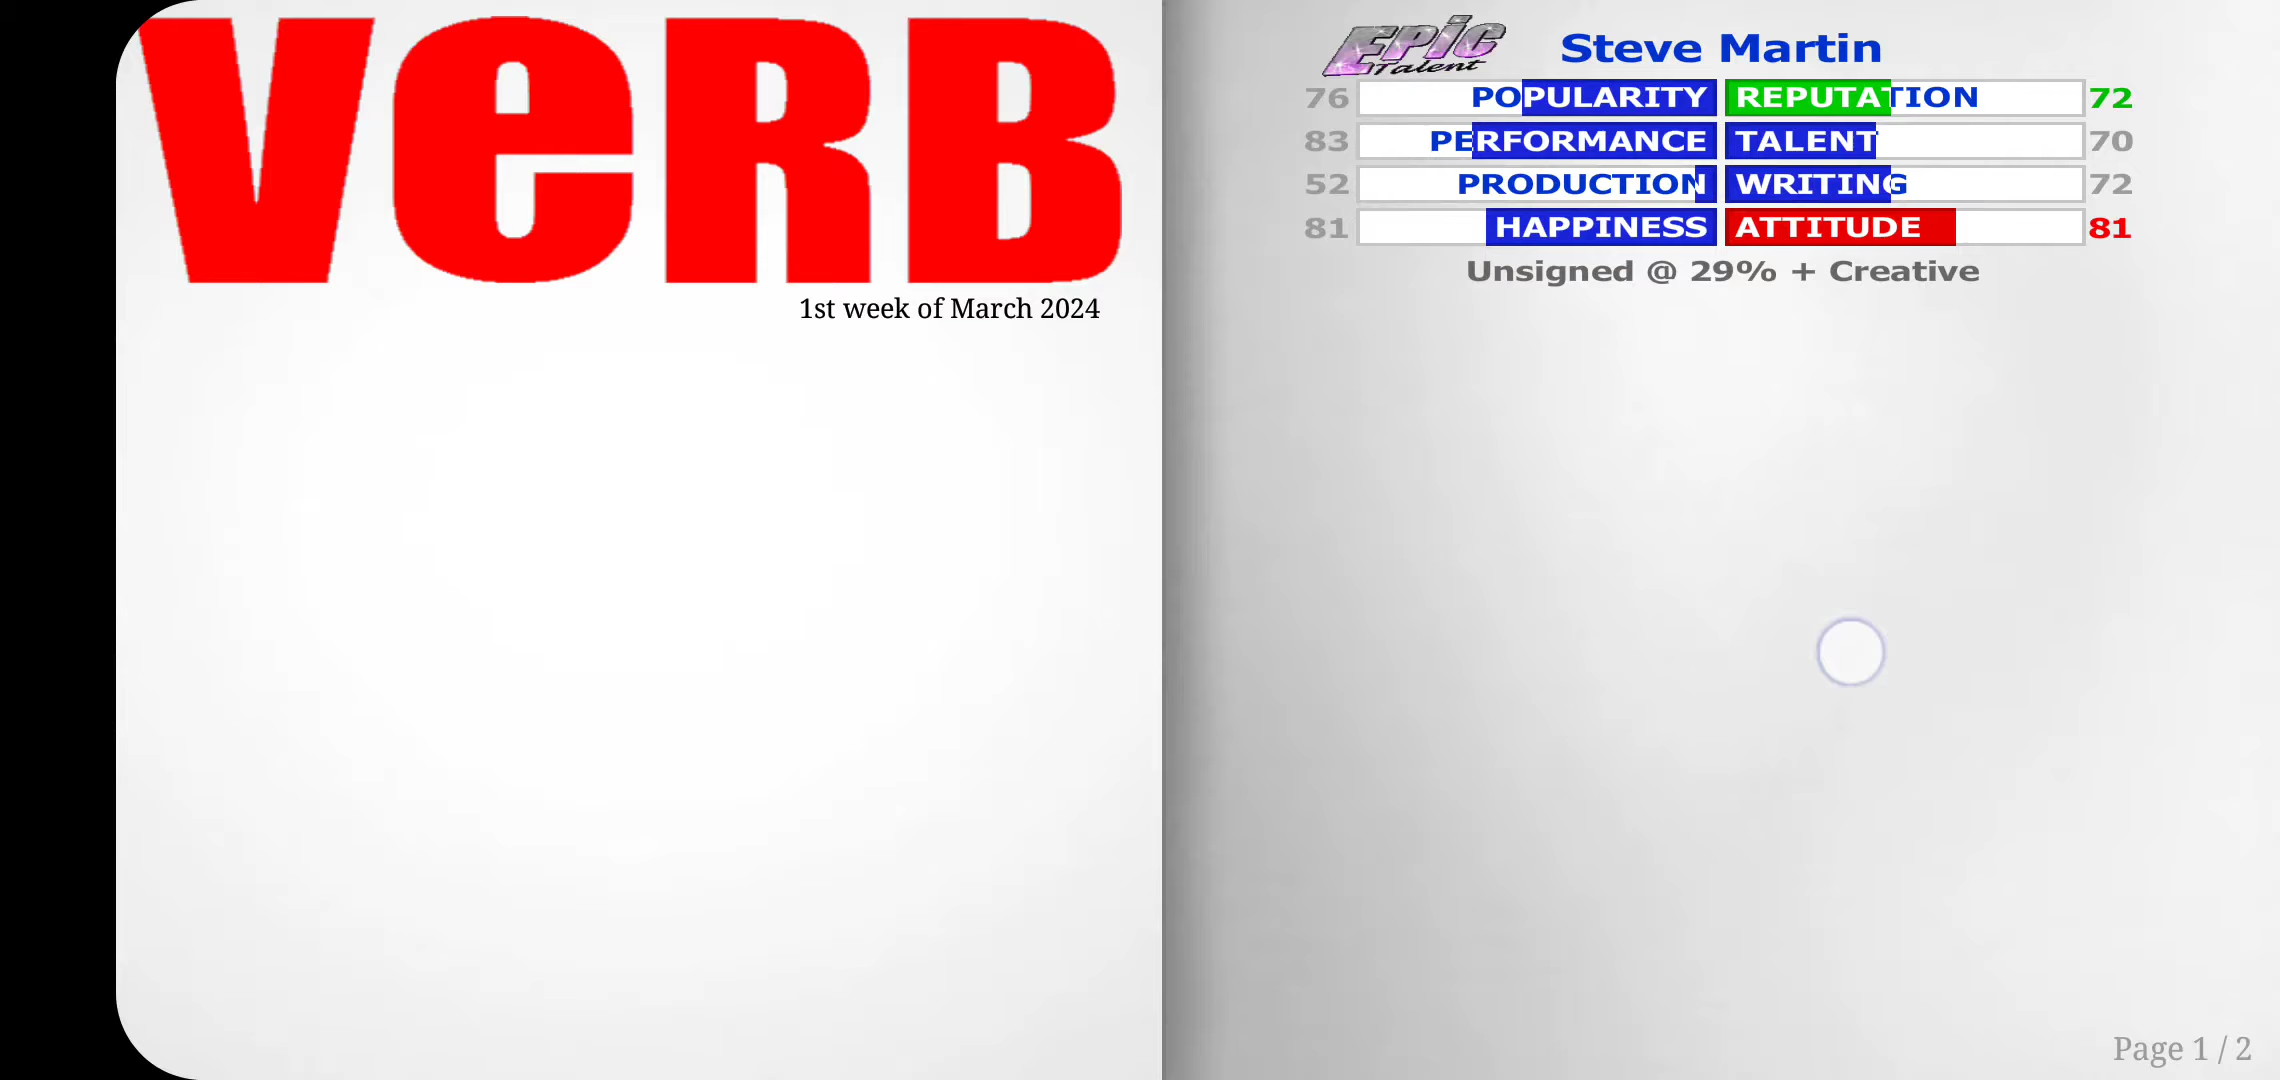 VeRB
1st week of March 2024
EPiC Talent
Steve Martin
76 POPULARITY REPUTATION 72
83 PERFORMANCE TALENT 70
52 PRODUCTION WRITING 72
81 HAPPINESS ATTITUDE 81
Unsigned @ 29% + Creative
Page 1 / 2